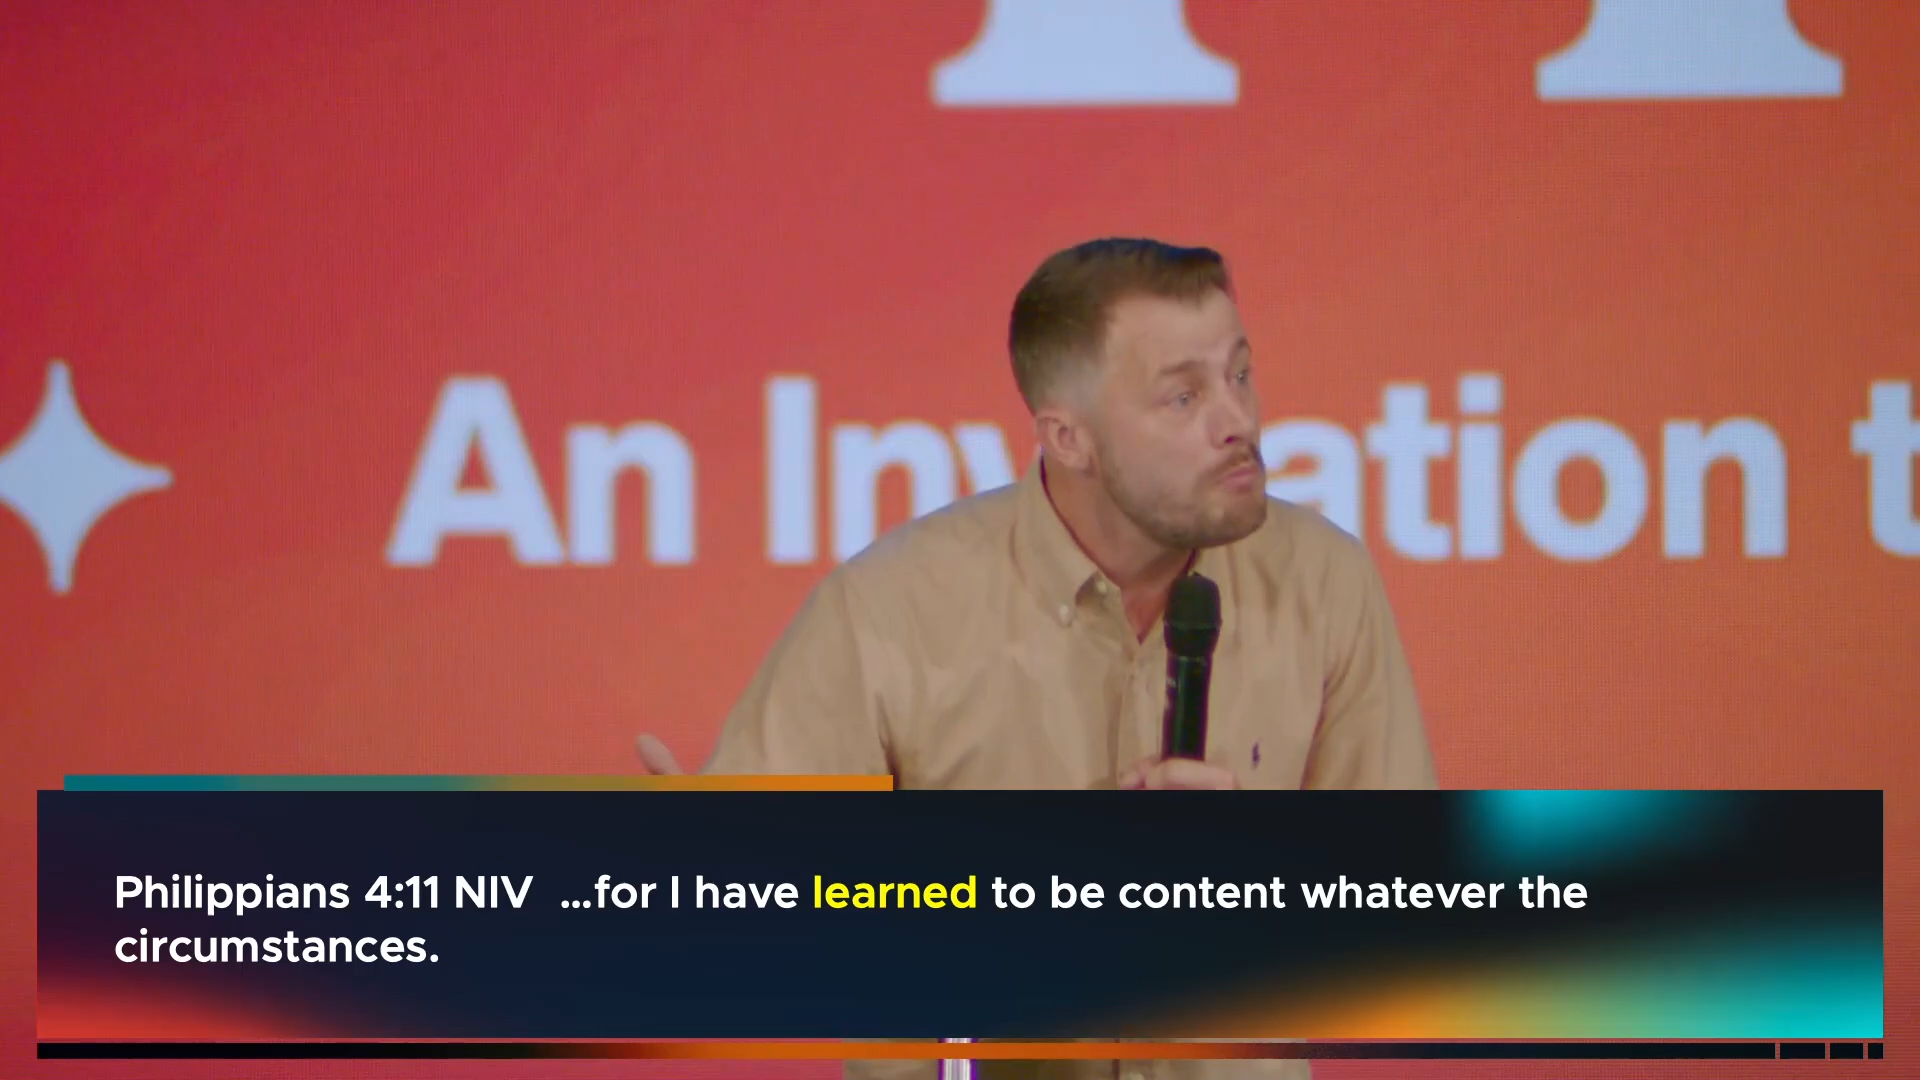 An In ation t
Philippians 4:11 NIV ...for I have learned to be content whatever the
circumstances.